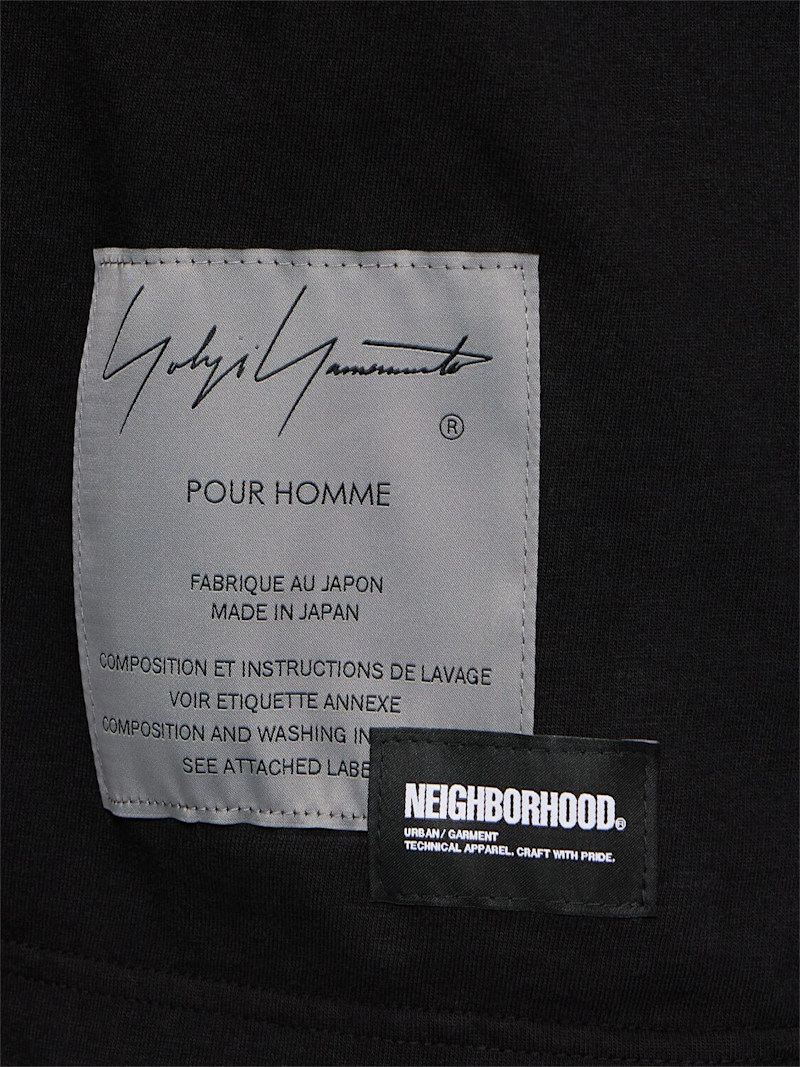 Yohji Yamamoto
®
POUR HOMME
FABRIQUE AU JAPON
MADE IN JAPAN
COMPOSITION ET INSTRUCTIONS DE LAVAGE
VOIR ETIQUETTE ANNEXE
COMPOSITION AND WASHING IN
SEE ATTACHED LABE
NEIGHBORHOOD®
URBAN/GARMENT
TECHNICAL APPAREL. CRAFT WITH PRIDE.